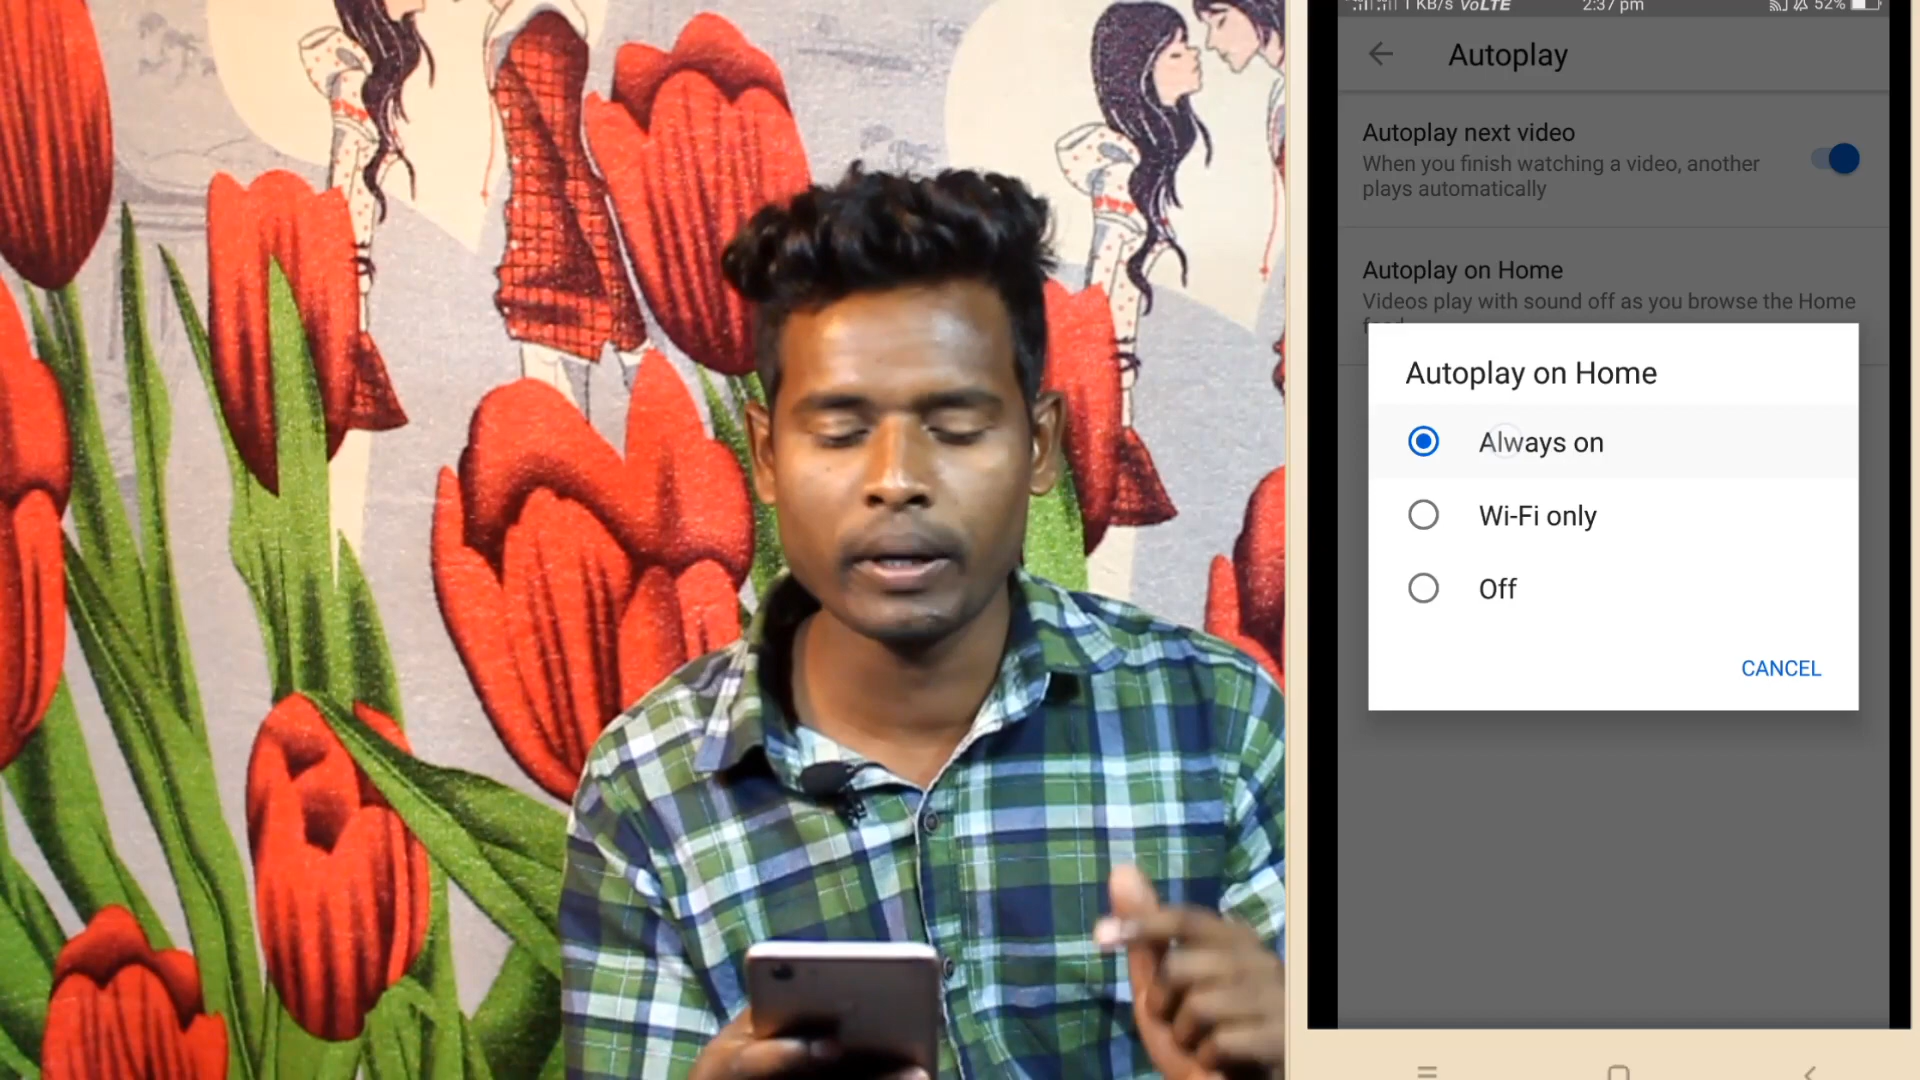 1 KB/s VoLTE 2:37 pm 52%
Autoplay
Autoplay next video
When you finish watching a video, another
plays automatically
Autoplay on Home
Videos play with sound off as you browse the Home
Autoplay on Home
Always on
Wi-Fi only
Off
CANCEL